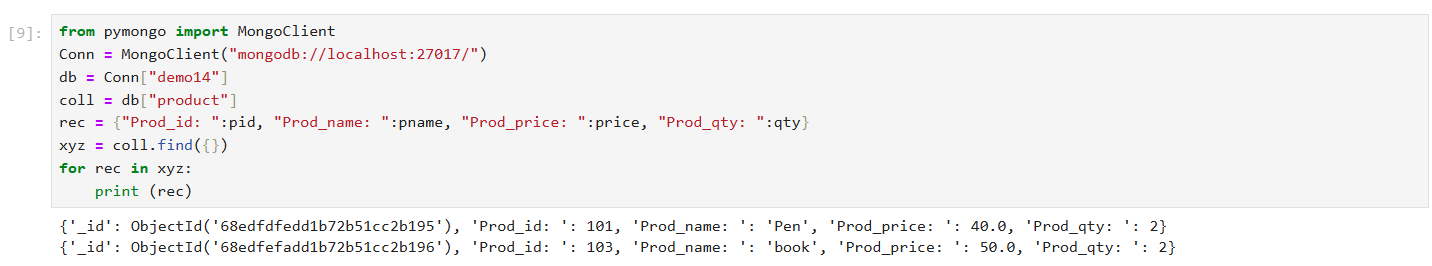 [9]:
from pymongo import MongoClient
Conn = MongoClient("mongodb://localhost:27017/")
db = Conn["demo14"]
coll = db["product"]
rec = {"Prod_id: ":pid, "Prod_name: ":pname, "Prod_price: ":price, "Prod_qty: ":qty}
xyz = coll.find({})
for rec in xyz:
    print (rec)
{'_id': ObjectId('68edfdfedd1b72b51cc2b195'), 'Prod_id: ': 101, 'Prod_name: ': 'Pen', 'Prod_price: ': 40.0, 'Prod_qty: ': 2}
{'_id': ObjectId('68edfefadd1b72b51cc2b196'), 'Prod_id: ': 103, 'Prod_name: ': 'book', 'Prod_price: ': 50.0, 'Prod_qty: ': 2}